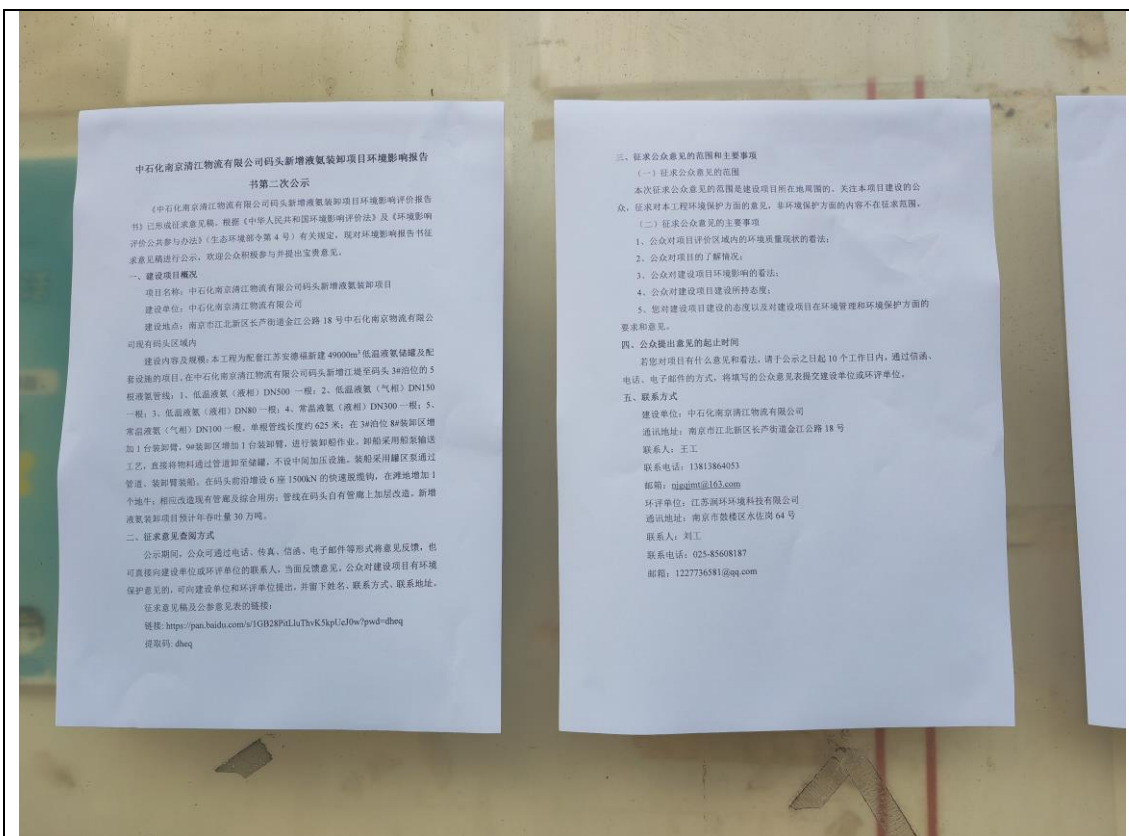 中石化南京清江物流有限公司码头新增液氨装卸项目环境影响报告
书第二次公示
《中石化南京清江物流有限公司码头新增液氨装卸项目环境影响评价报告
书》已形成征求意见稿。根据《中华人民共和国环境影响评价法》及《环境影响
评价公共参与办法》（生态环境部令第 4 号）有关规定，现对环境影响报告书征
求意见稿进行公示，欢迎公众积极参与并提出宝贵意见。
一、建设项目概况
项目名称：中石化南京清江物流有限公司码头新增液氨装卸项目
建设单位：中石化南京清江物流有限公司
建设地点：南京市江北新区长芦街道金江公路 18 号中石化南京物流有限公
司现有码头区域内
建设内容及规模：本工程为配套江苏安德福新建 49000m³低温液氨储罐及配
套设施的项目。在中石化南京清江物流有限公司码头新增江堤至码头 3#泊位的 5
根液氨管线：1、低温液氨（液相）DN500 一根；2、低温液氨（气相）DN150
一根；3、低温液氨（液相）DN80 一根；4、常温液氨（液相）DN300 一根；5、
常温液氨（气相）DN100 一根。单根管线长度约 625 米；在 3#泊位 8#装卸区增
加 1 台装卸臂，9#装卸区增加 1 台装卸臂，进行装卸船作业，卸船采用船泵输送
工艺，直接将物料通过管道卸至储罐，不设中间加压设施，装船采用罐区泵通过
管道、装卸臂装船。在码头前沿增设 6 座 1500kN 的快速脱缆钩，在滩地增加 1
个地牛；相应改造现有管廊及综合用房；管线在码头自有管廊上加层改造。新增
液氨装卸项目预计年吞吐量 30 万吨。
二、征求意见查阅方式
公示期间，公众可通过电话、传真、信函、电子邮件等形式将意见反馈，也
可直接向建设单位或环评单位的联系人，当面反馈意见。公众对建设项目有环境
保护意见的，可向建设单位和环评单位提出，并留下姓名、联系方式、联系地址。
征求意见稿及公参意见表的链接：
链接: https://pan.baidu.com/s/1GB28PitLIuThvK5kpUeJ0w?pwd=dheq
提取码: dheq
三、征求公众意见的范围和主要事项
（一）征求公众意见的范围
本次征求公众意见的范围是建设项目所在地周围的、关注本项目建设的公
众，征求对本工程环境保护方面的意见，非环境保护方面的内容不在征求范围。
（二）征求公众意见的主要事项
1、公众对项目评价区域内的环境质量现状的看法；
2、公众对项目的了解情况；
3、公众对建设项目环境影响的看法；
4、公众对建设项目建设所持态度；
5、您对建设项目建设的态度以及对建设项目在环境管理和环境保护方面的
要求和意见。
四、公众提出意见的起止时间
若您对项目有什么意见和看法，请于公示之日起 10 个工作日内，通过信函、
电话、电子邮件的方式，将填写的公众意见表提交建设单位或环评单位。
五、联系方式
建设单位：中石化南京清江物流有限公司
通讯地址：南京市江北新区长芦街道金江公路 18 号
联系人：王工
联系电话：13813864053
邮箱：njgqjmt@163.com
环评单位：江苏润环环境科技有限公司
通讯地址：南京市鼓楼区水佐岗 64 号
联系人：刘工
联系电话：025-85608187
邮箱：1227736581@qq.com